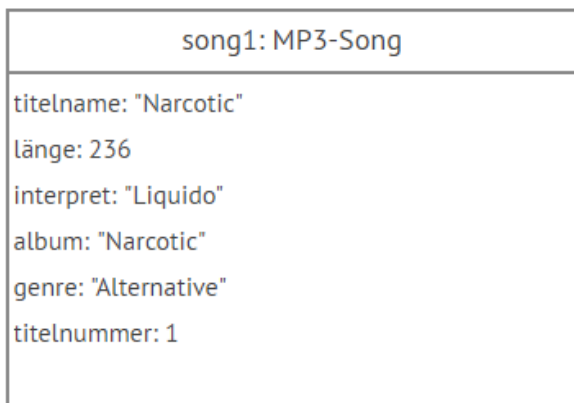 song1: MP3-Song
titelname: "Narcotic"
länge: 236
interpret: "Liquido"
album: "Narcotic"
genre: "Alternative"
titelnummer: 1